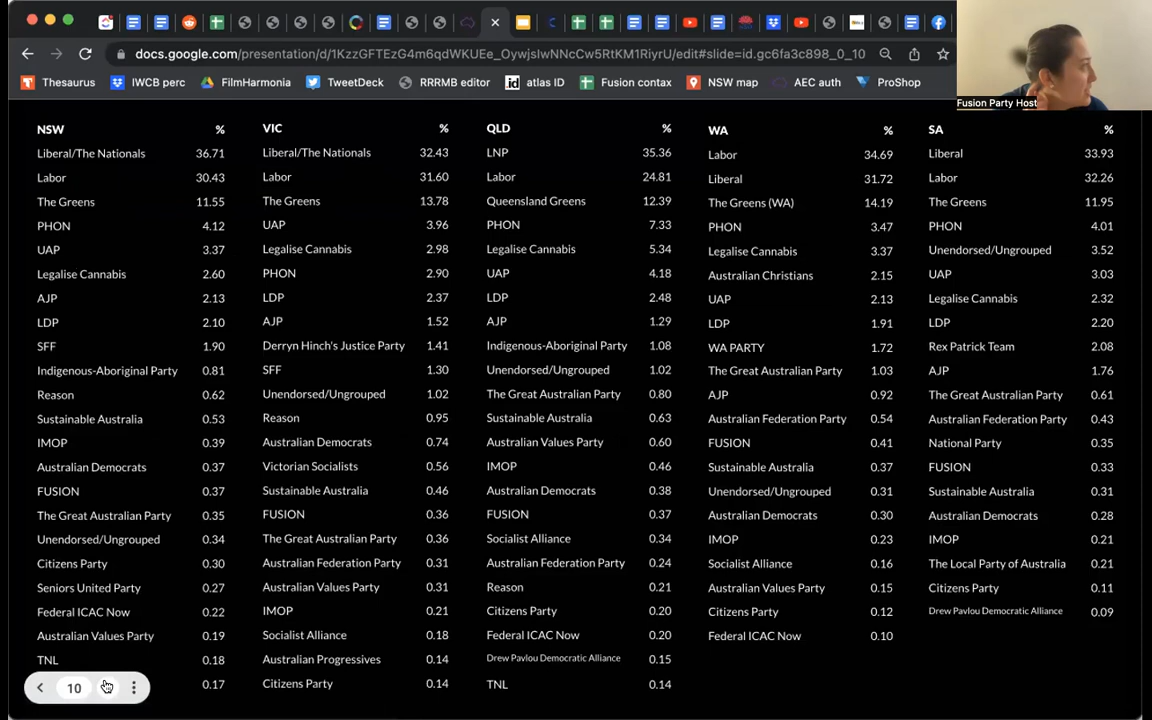 docs.google.com/presentation/d/1KzzGFTEzG4m6qdWKUEe_OywjsIwNNcCw5RtKM1RiyrU/edit#slide=id.gc6fa3c898_0_10
Thesaurus IWCB perc FilmHarmonia TweetDeck RRRMB editor id atlas ID Fusion contax NSW map AEC auth ProShop
Fusion Party Host
NSW % VIC % QLD % WA % SA %
Liberal/The Nationals 36.71 Liberal/The Nationals 32.43 LNP 35.36 Labor 34.69 Liberal 33.93
Labor 30.43 Labor 31.60 Labor 24.81 Liberal 31.72 Labor 32.26
The Greens 11.55 The Greens 13.78 Queensland Greens 12.39 The Greens (WA) 14.19 The Greens 11.95
PHON 4.12 UAP 3.96 PHON 7.33 PHON 3.47 PHON 4.01
UAP 3.37 Legalise Cannabis 2.98 Legalise Cannabis 5.34 Legalise Cannabis 3.37 Unendorsed/Ungrouped 3.52
Legalise Cannabis 2.60 PHON 2.90 UAP 4.18 Australian Christians 2.15 UAP 3.03
AJP 2.13 LDP 2.37 LDP 2.48 UAP 2.13 Legalise Cannabis 2.32
LDP 2.10 AJP 1.52 AJP 1.29 LDP 1.91 LDP 2.20
SFF 1.90 Derryn Hinch's Justice Party 1.41 Indigenous-Aboriginal Party 1.08 WA PARTY 1.72 Rex Patrick Team 2.08
Indigenous-Aboriginal Party 0.81 SFF 1.30 Unendorsed/Ungrouped 1.02 The Great Australian Party 1.03 AJP 1.76
Reason 0.62 Unendorsed/Ungrouped 1.02 The Great Australian Party 0.80 AJP 0.92 The Great Australian Party 0.61
Sustainable Australia 0.53 Reason 0.95 Sustainable Australia 0.63 Australian Federation Party 0.54 Australian Federation Party 0.43
IMOP 0.39 Australian Democrats 0.74 Australian Values Party 0.60 FUSION 0.41 National Party 0.35
Australian Democrats 0.37 Victorian Socialists 0.56 IMOP 0.46 Sustainable Australia 0.37 FUSION 0.33
FUSION 0.37 Sustainable Australia 0.46 Australian Democrats 0.38 Unendorsed/Ungrouped 0.31 Sustainable Australia 0.31
The Great Australian Party 0.35 FUSION 0.36 FUSION 0.37 Australian Democrats 0.30 Australian Democrats 0.28
Unendorsed/Ungrouped 0.34 The Great Australian Party 0.36 Socialist Alliance 0.34 IMOP 0.23 IMOP 0.21
Citizens Party 0.30 Australian Federation Party 0.31 Australian Federation Party 0.24 Socialist Alliance 0.16 The Local Party of Australia 0.21
Seniors United Party 0.27 Australian Values Party 0.31 Reason 0.21 Australian Values Party 0.15 Citizens Party 0.11
Federal ICAC Now 0.22 IMOP 0.21 Citizens Party 0.20 Citizens Party 0.12 Drew Pavlou Democratic Alliance 0.09
Australian Values Party 0.19 Socialist Alliance 0.18 Federal ICAC Now 0.20 Federal ICAC Now 0.10
TNL 0.18 Australian Progressives 0.14 Drew Pavlou Democratic Alliance 0.15
10 0.17 Citizens Party 0.14 TNL 0.14